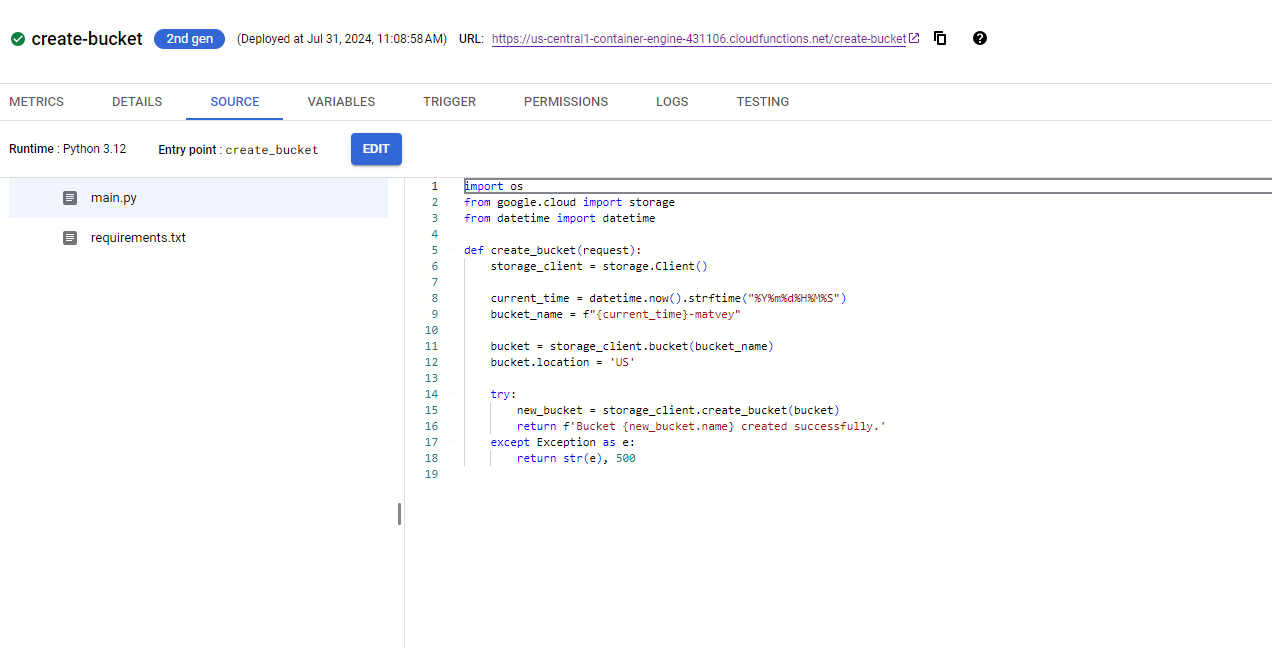 create-bucket 2nd gen (Deployed at Jul 31, 2024, 11:08:58 AM) URL: https://us-central1-container-engine-431106.cloudfunctions.net/create-bucket
METRICS DETAILS SOURCE VARIABLES TRIGGER PERMISSIONS LOGS TESTING
Runtime : Python 3.12 Entry point : create_bucket EDIT
main.py
requirements.txt
1 import os
2 from google.cloud import storage
3 from datetime import datetime
4
5 def create_bucket(request):
6     storage_client = storage.Client()
7
8     current_time = datetime.now().strftime("%Y%m%d%H%M%S")
9     bucket_name = f"{current_time}-matvey"
10
11     bucket = storage_client.bucket(bucket_name)
12     bucket.location = 'US'
13
14     try:
15         new_bucket = storage_client.create_bucket(bucket)
16         return f'Bucket {new_bucket.name} created successfully.'
17     except Exception as e:
18         return str(e), 500
19